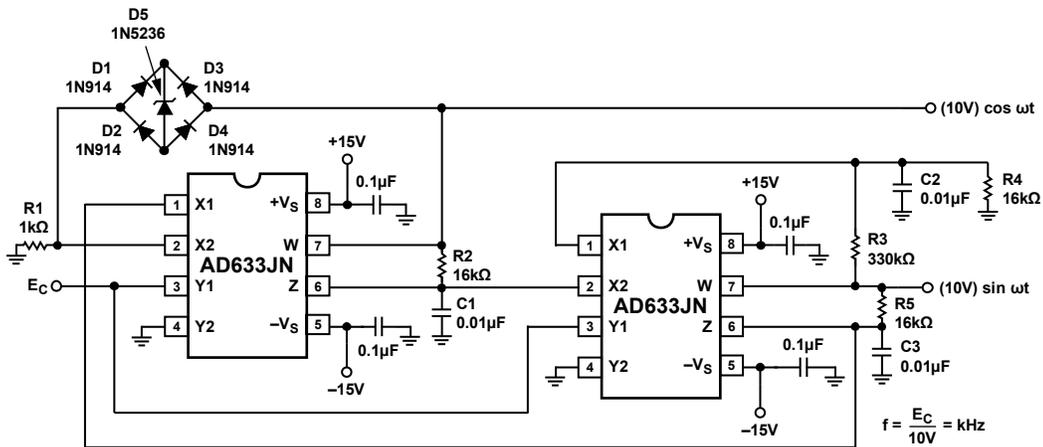 D5
1N5236
D1
1N914
D3
1N914
D2
1N914
D4
1N914
(10V) cos ωt
+15V
0.1µF
R1
1kΩ
1 X1
+VS 8
2 X2
W 7
AD633JN
EC
3 Y1
Z 6
4 Y2
–VS 5
R2
16kΩ
C1
0.01µF
0.1µF
–15V
C2
0.01µF
R4
16kΩ
+15V
0.1µF
R3
330kΩ
1 X1
+VS 8
2 X2
W 7
AD633JN
3 Y1
Z 6
4 Y2
–VS 5
(10V) sin ωt
R5
16kΩ
C3
0.01µF
0.1µF
–15V
f = EC/10V = kHz